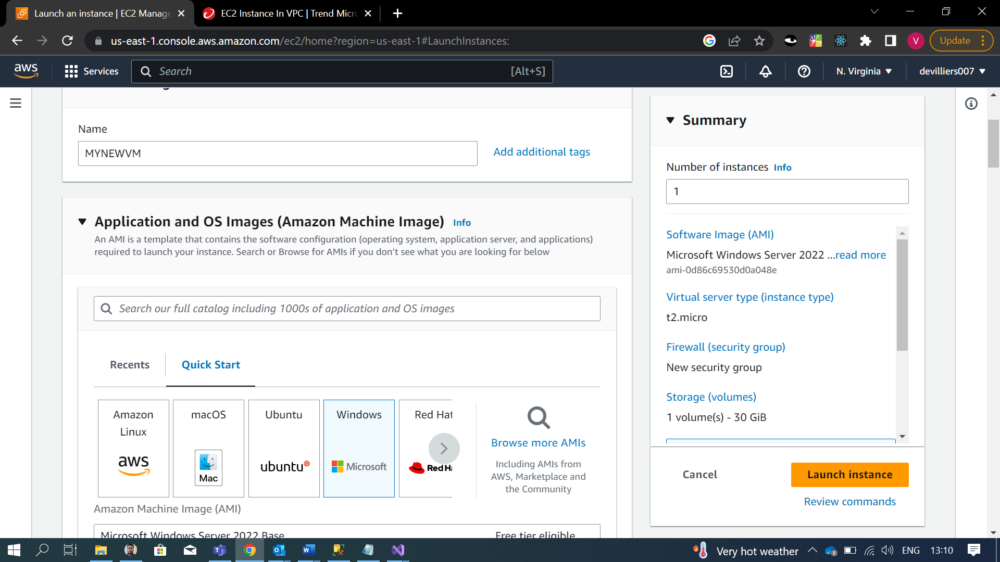 Launch an instance | EC2 Manage
EC2 Instance In VPC | Trend Micro
us-east-1.console.aws.amazon.com/ec2/home?region=us-east-1#LaunchInstances:
V
Update
aws
Services
Search
[Alt+S]
N. Virginia
devilliers007
Name
MYNEWVM
Add additional tags
Application and OS Images (Amazon Machine Image) Info
An AMI is a template that contains the software configuration (operating system, application server, and applications)
required to launch your instance. Search or Browse for AMIs if you don’t see what you are looking for below
Search our full catalog including 1000s of application and OS images
Recents
Quick Start
Amazon
Linux
aws
macOS
Mac
Ubuntu
ubuntu
Windows
Microsoft
Red Hat
Red Ha
Browse more AMIs
Including AMIs from
AWS, Marketplace and
the Community
Amazon Machine Image (AMI)
Microsoft Windows Server 2022 Base
Free tier eligible
Summary
Number of instances Info
1
Software Image (AMI)
Microsoft Windows Server 2022 ...read more
ami-0d86c69530d0a048e
Virtual server type (instance type)
t2.micro
Firewall (security group)
New security group
Storage (volumes)
1 volume(s) - 30 GiB
Cancel
Launch instance
Review commands
Very hot weather
ENG
13:10